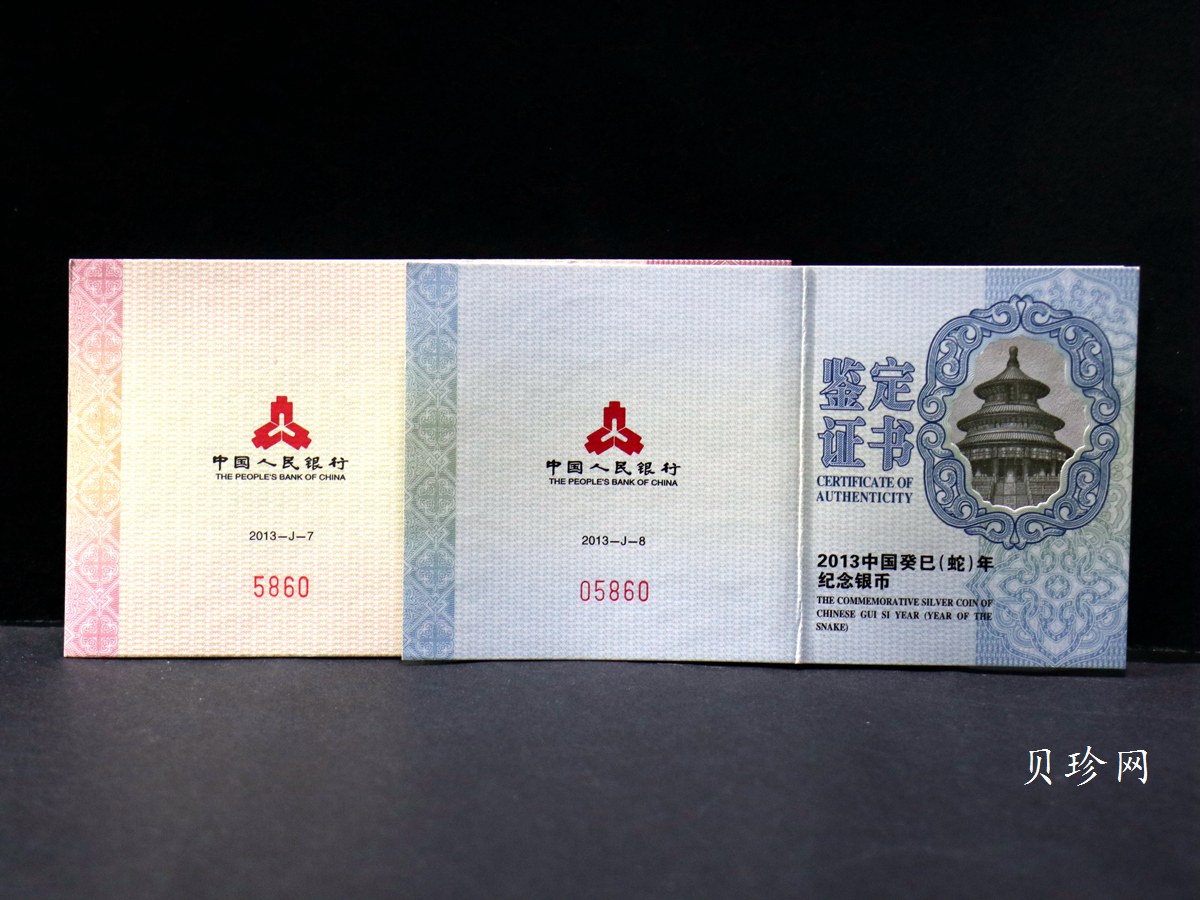 中国人民银行
THE PEOPLE'S BANK OF CHINA
2013—J—7
5860
中国人民银行
THE PEOPLE'S BANK OF CHINA
2013—J—8
05860
鉴定
证书
CERTIFICATE OF
AUTHENTICITY
2013中国癸巳(蛇)年
纪念银币
THE COMMEMORATIVE SILVER COIN OF
CHINESE GUI SI YEAR (YEAR OF THE
SNAKE)
贝珍网